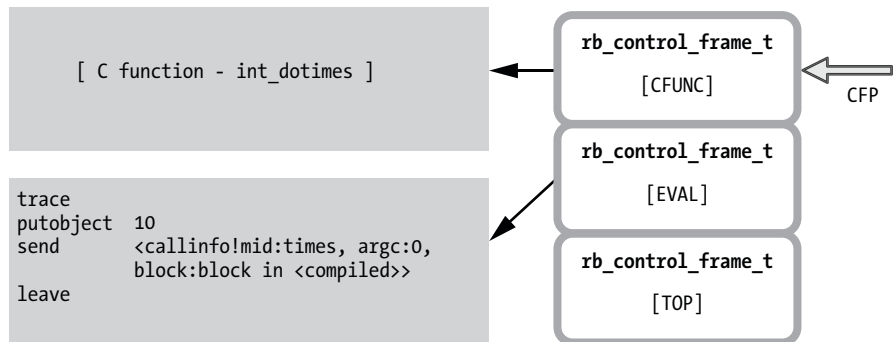 [ C function - int_dotimes ]
rb_control_frame_t
[CFUNC]
CFP
trace
putobject 10
send <callinfo!mid:times, argc:0,
block:block in <compiled>>
leave
rb_control_frame_t
[EVAL]
rb_control_frame_t
[TOP]